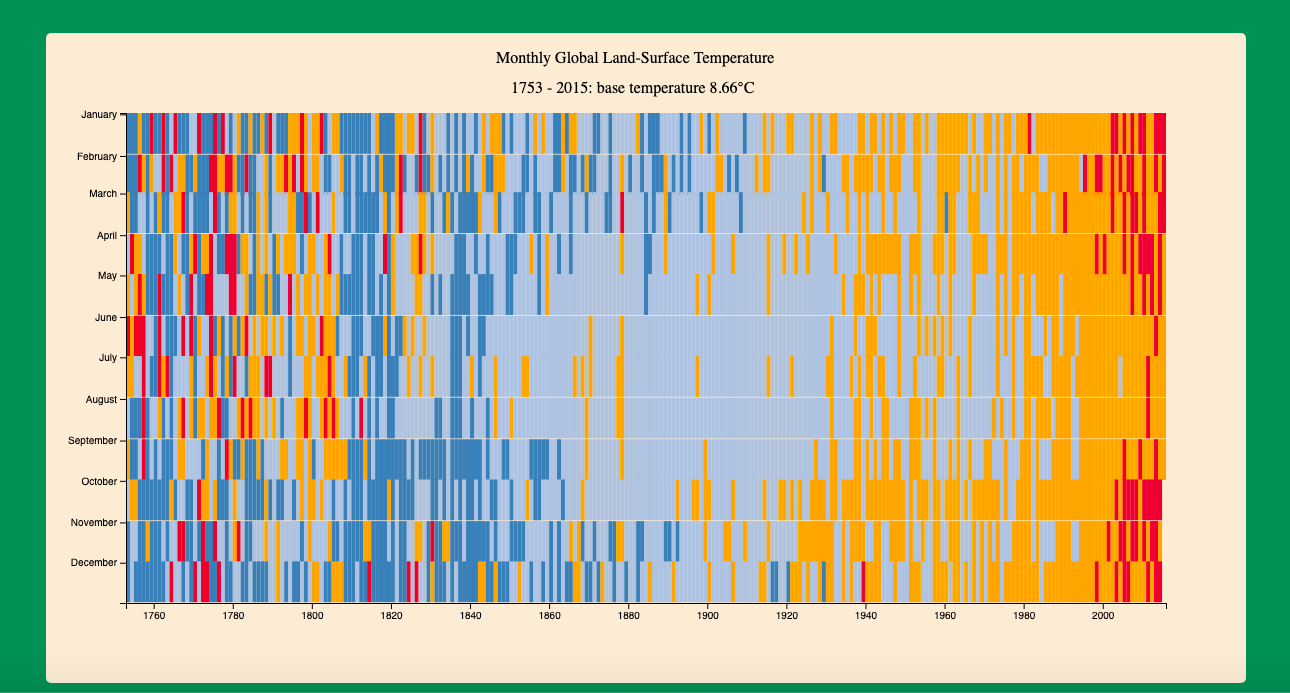 Monthly Global Land-Surface Temperature
1753 - 2015: base temperature 8.66°C
January
February
March
April
May
June
July
August
September
October
November
December
1760 1780 1800 1820 1840 1860 1880 1900 1920 1940 1960 1980 2000